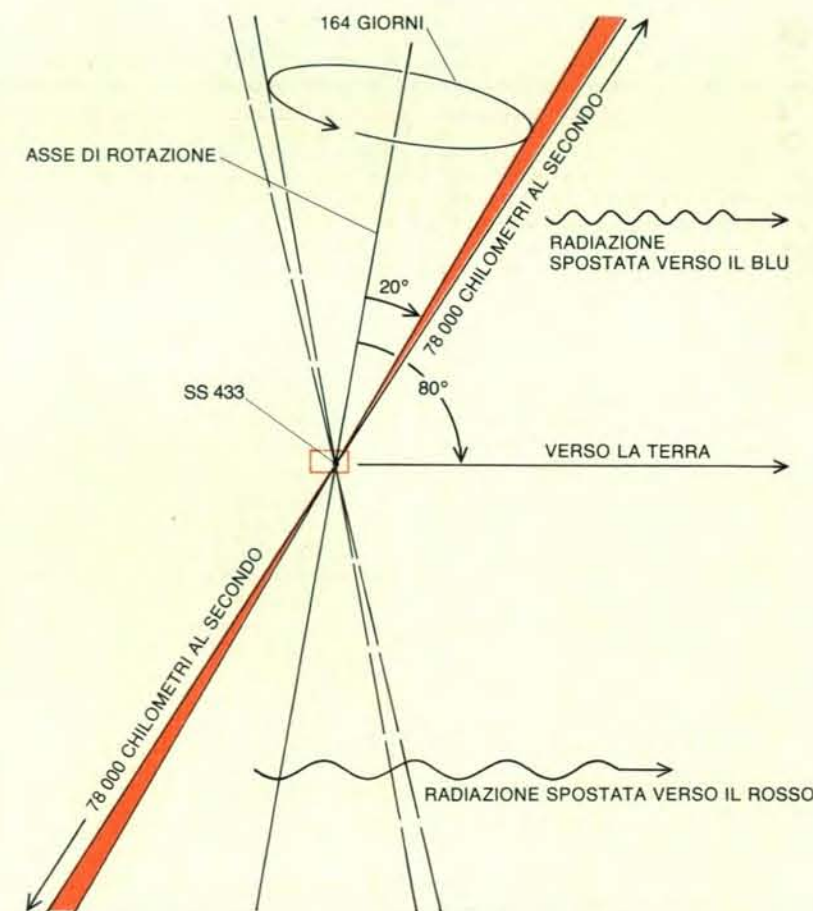 164 GIORNI
ASSE DI ROTAZIONE
78 000 CHILOMETRI AL SECONDO
RADIAZIONE
SPOSTATA VERSO IL BLU
20°
80°
SS 433
VERSO LA TERRA
78 000 CHILOMETRI AL SECONDO
RADIAZIONE SPOSTATA VERSO IL ROSSO